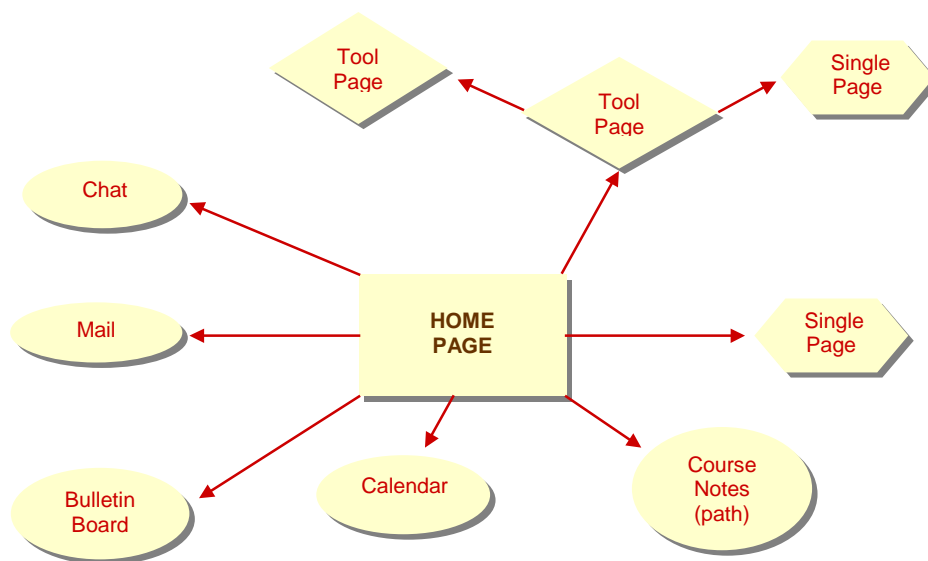 Tool
Page
Tool
Page
Single
Page
Chat
Mail
HOME
PAGE
Single
Page
Bulletin
Board
Calendar
Course
Notes
(path)